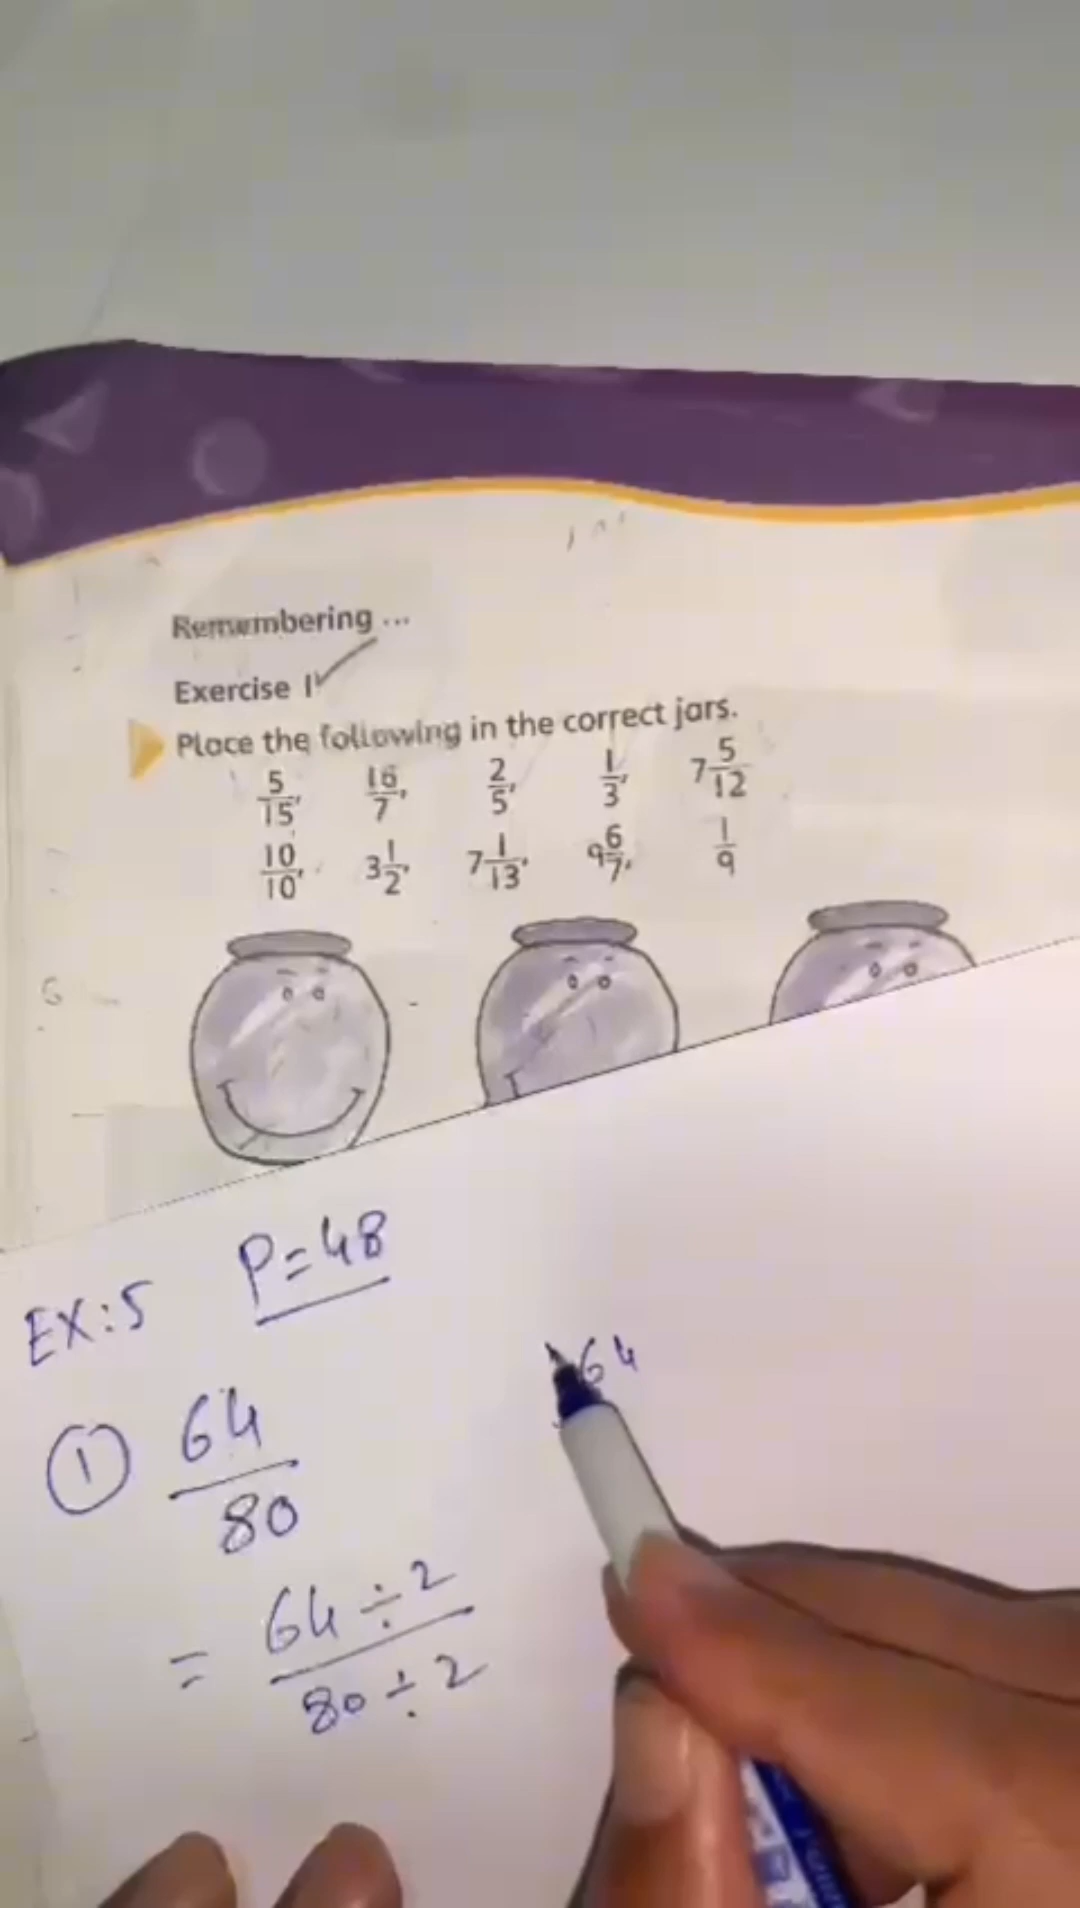 Remembering ...
Exercise 1
Place the following in the correct jars.
5/15, 16/7, 2/5, 1/3, 7 5/12
10/10, 3 1/2, 7 1/13, 9 6/7, 1/9
EX:5 P=48
① 64/80
64
= 64÷2/80÷2